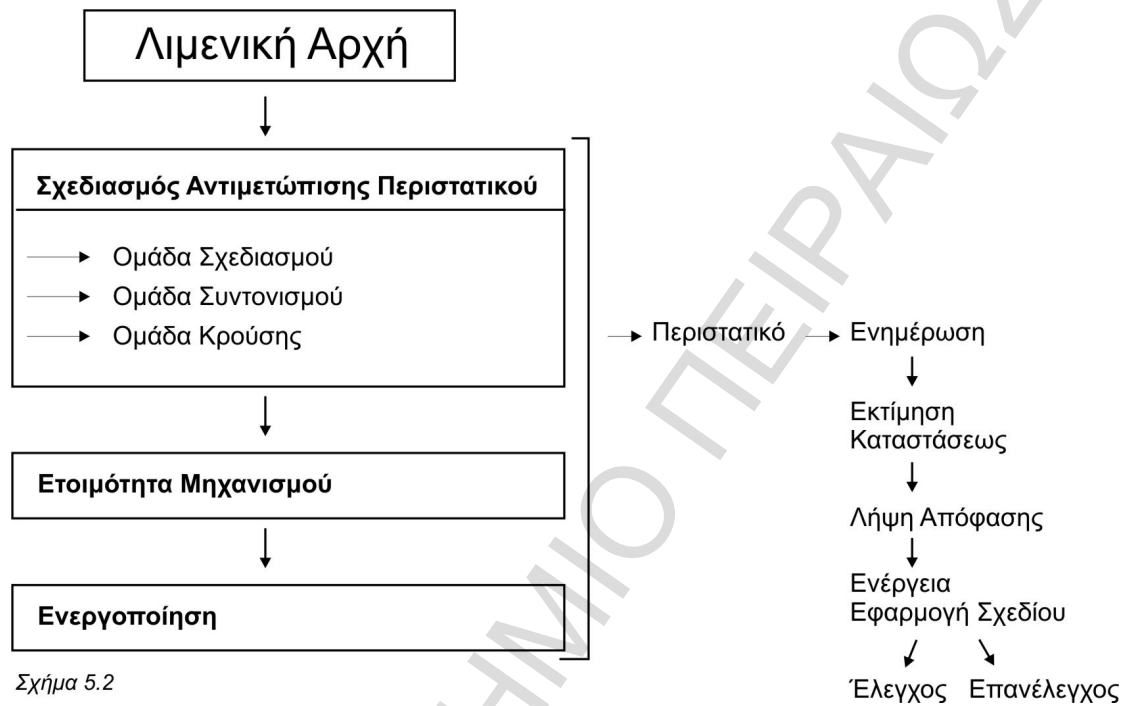 Λιμενική Αρχή
Σχεδιασμός Αντιμετώπισης Περιστατικού
Ομάδα Σχεδιασμού
Ομάδα Συντονισμού
Ομάδα Κρούσης
Ετοιμότητα Μηχανισμού
Ενεργοποίηση
Περιστατικό
Ενημέρωση
Εκτίμηση
Καταστάσεως
Λήψη Απόφασης
Ενέργεια
Εφαρμογή Σχεδίου
Έλεγχος Επανέλεγχος
Σχήμα 5.2